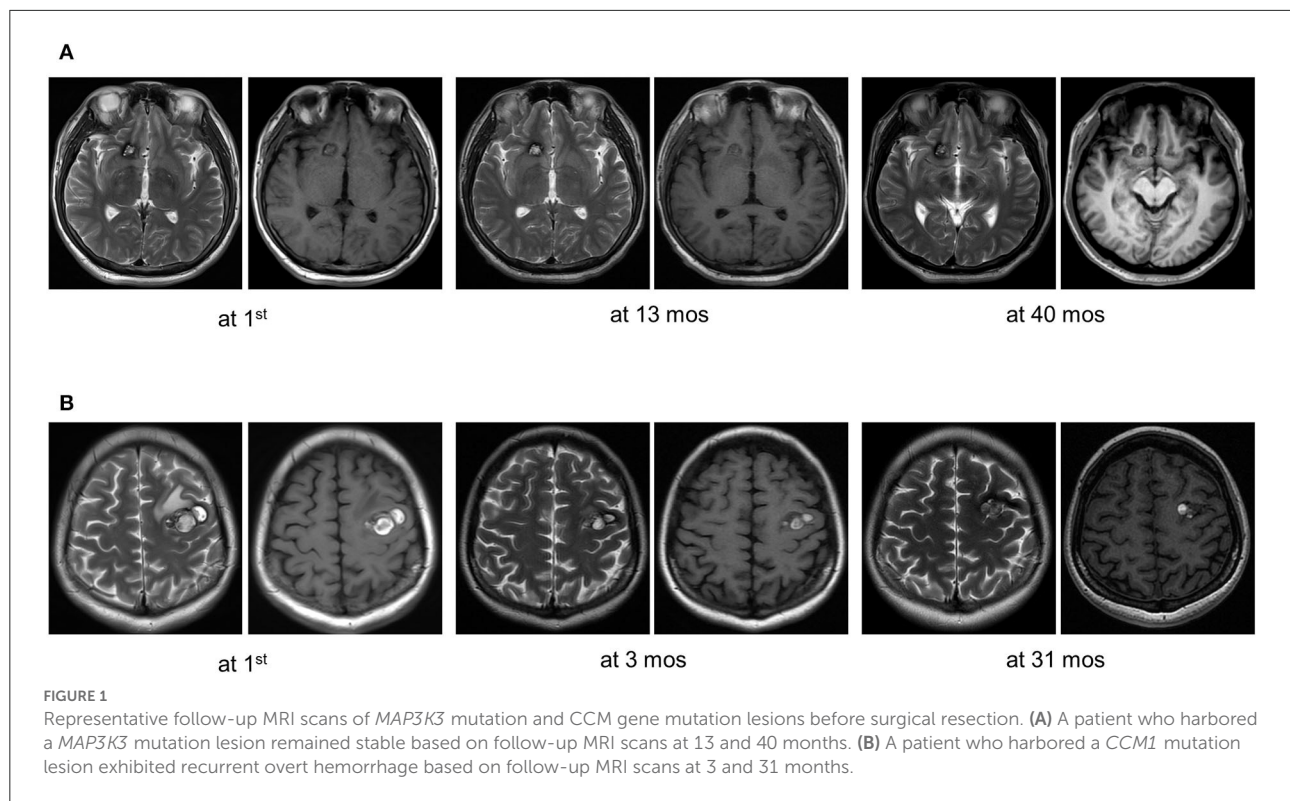 A
at 1st
at 13 mos
at 40 mos
B
at 1st
at 3 mos
at 31 mos
FIGURE 1
Representative follow-up MRI scans of MAP3K3 mutation and CCM gene mutation lesions before surgical resection. (A) A patient who harbored
a MAP3K3 mutation lesion remained stable based on follow-up MRI scans at 13 and 40 months. (B) A patient who harbored a CCM1 mutation
lesion exhibited recurrent overt hemorrhage based on follow-up MRI scans at 3 and 31 months.